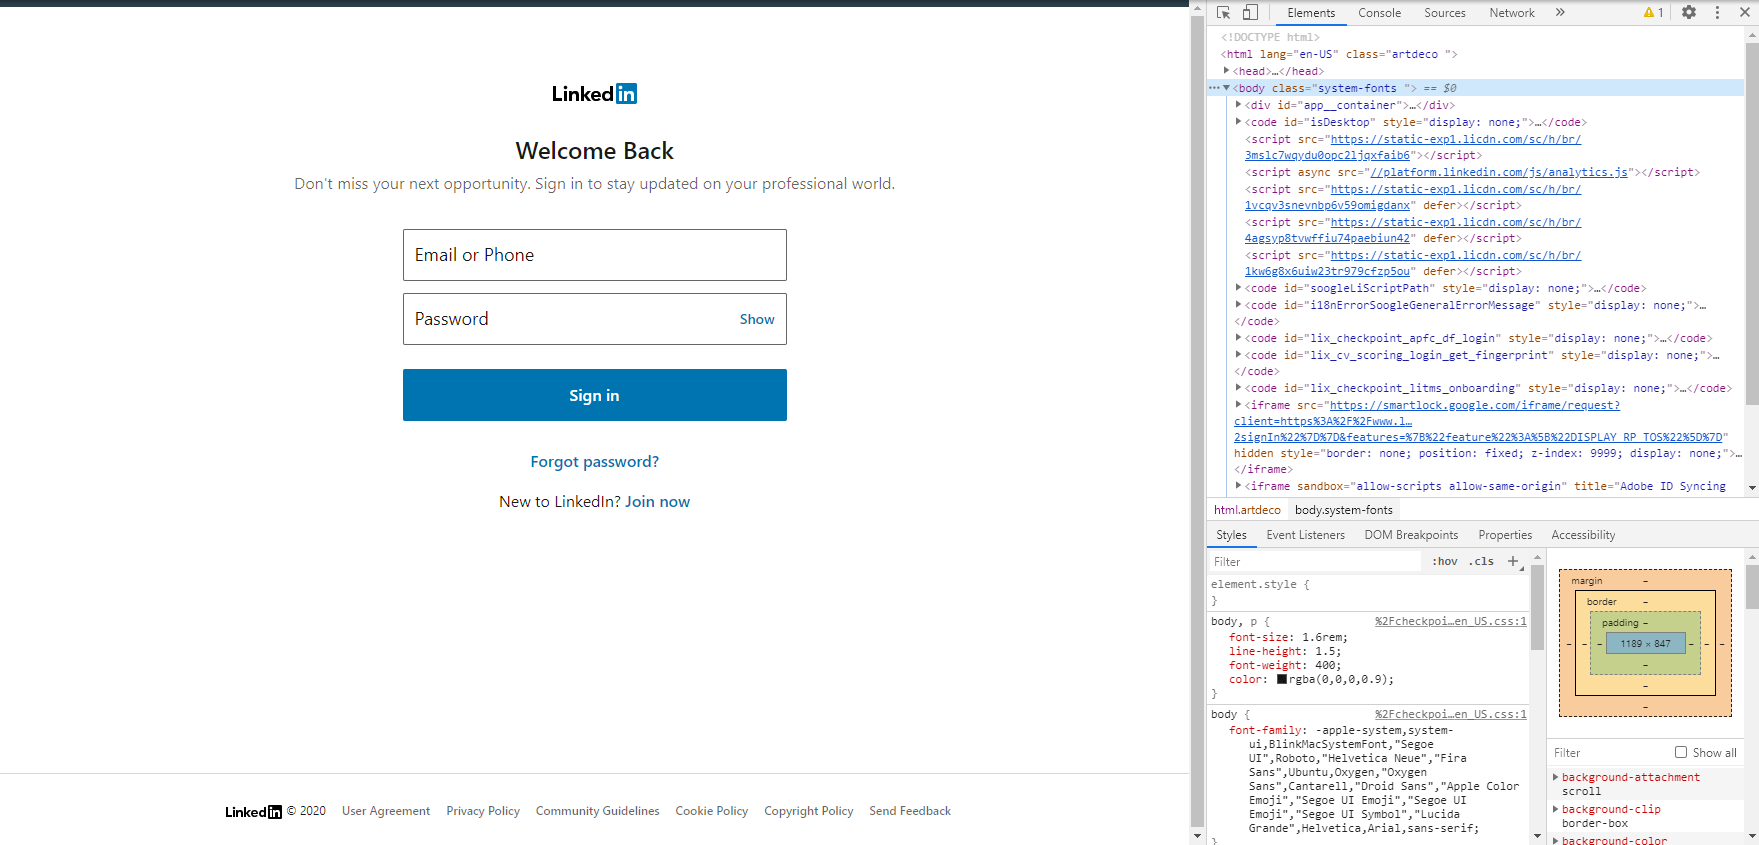 Linked in
Welcome Back
Don't miss your next opportunity. Sign in to stay updated on your professional world.
Email or Phone
Password
Show
Sign in
Forgot password?
New to LinkedIn? Join now
Linked in © 2020 User Agreement Privacy Policy Community Guidelines Cookie Policy Copyright Policy Send Feedback
Elements Console Sources Network » 1
<!DOCTYPE html>
<html lang="en-US" class="artdeco ">
<head>…</head>
<body class="system-fonts "> == $0
<div id="app__container">…</div>
<code id="isDesktop" style="display: none;">…</code>
<script src="https://static-exp1.licdn.com/sc/h/br/
3mslc7wqydu0opc2ljqxfaib6"></script>
<script async src="//platform.linkedin.com/js/analytics.js"></script>
<script src="https://static-exp1.licdn.com/sc/h/br/
1vcqv3snevnbp6v59omigdanx" defer></script>
<script src="https://static-exp1.licdn.com/sc/h/br/
4agsyp8tvwffiu74paebiun42" defer></script>
<script src="https://static-exp1.licdn.com/sc/h/br/
1kw6g8x6uiw23tr979cfzp5ou" defer></script>
<code id="soogleLiScriptPath" style="display: none;">…</code>
<code id="i18nErrorSoogleGeneralErrorMessage" style="display: none;">…
</code>
<code id="lix_checkpoint_apfc_df_login" style="display: none;">…</code>
<code id="lix_cv_scoring_login_get_fingerprint" style="display: none;">…
</code>
<code id="lix_checkpoint_litms_onboarding" style="display: none;">…</code>
<iframe src="https://smartlock.google.com/iframe/request?
client=https%3A%2F%2Fwww.l…
2signIn%22%7D%7D&features=%7B%22feature%22%3A%5B%22DISPLAY_RP_TOS%22%5D%7D"
hidden style="border: none; position: fixed; z-index: 9999; display: none;">…
</iframe>
<iframe sandbox="allow-scripts allow-same-origin" title="Adobe ID Syncing
html.artdeco body.system-fonts
Styles Event Listeners DOM Breakpoints Properties Accessibility
Filter :hov .cls +
element.style {
}
body, p { %2Fcheckpoi…en_US.css:1
font-size: 1.6rem;
line-height: 1.5;
font-weight: 400;
color: rgba(0,0,0,0.9);
}
body { %2Fcheckpoi…en_US.css:1
font-family: -apple-system,system-
ui,BlinkMacSystemFont,"Segoe
UI",Roboto,"Helvetica Neue","Fira
Sans",Ubuntu,Oxygen,"Oxygen
Sans",Cantarell,"Droid Sans","Apple Color
Emoji","Segoe UI Emoji","Segoe UI
Emoji","Segoe UI Symbol","Lucida
Grande",Helvetica,Arial,sans-serif;
}
margin –
border –
padding –
– – – 1189 × 847 – – –
–
–
–
Filter Show all
background-attachment
scroll
background-clip
border-box
background-color